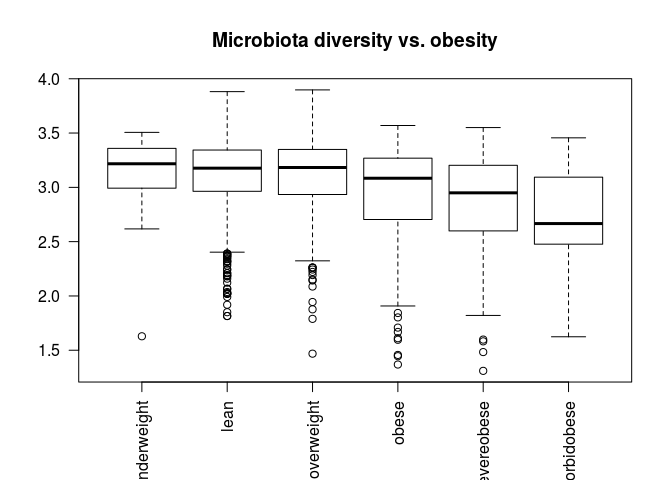 Microbiota diversity vs. obesity
4.0
3.5
3.0
2.5
2.0
1.5
nderweight
lean
overweight
obese
evereobese
orbidobese